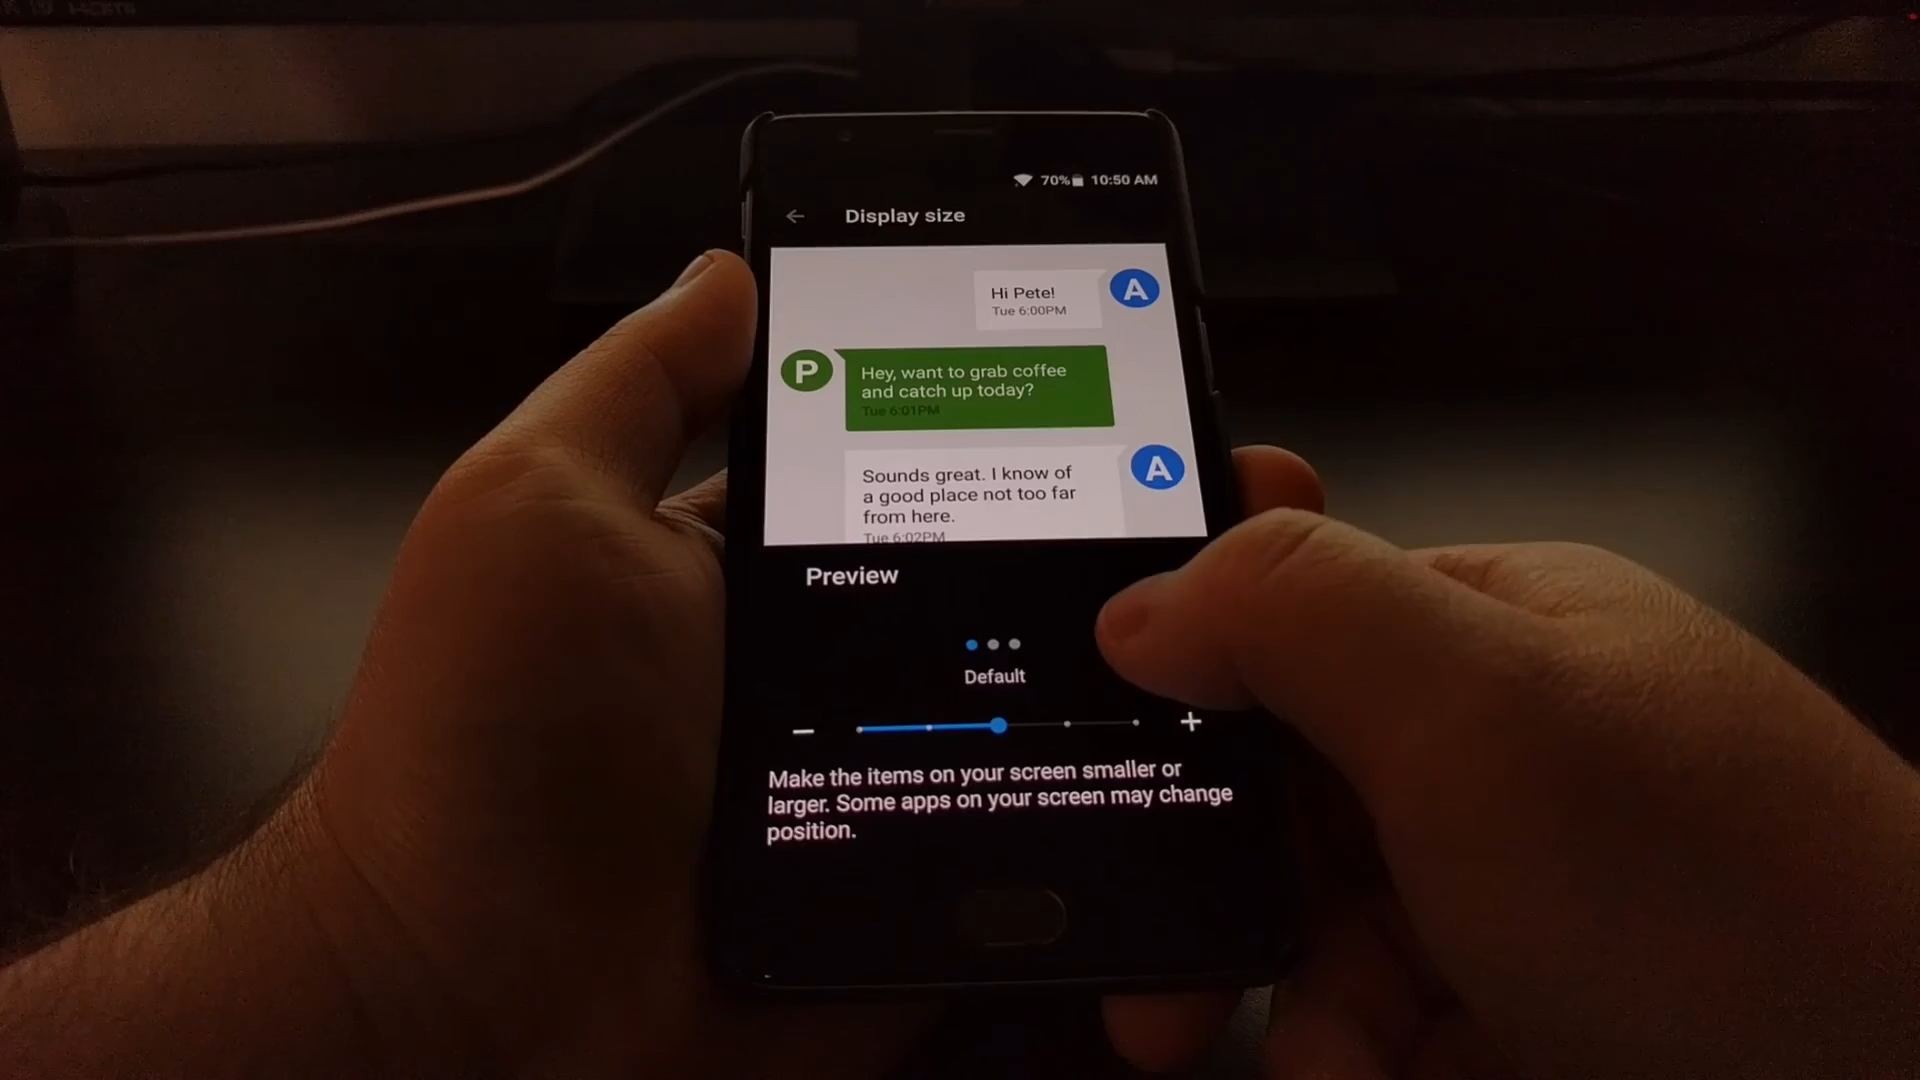 70% 10:50 AM
Display size
Hi Pete!
Tue 6:00PM
A
P
Hey, want to grab coffee
and catch up today?
Tue 6:01PM
A
Sounds great. I know of
a good place not too far
from here.
Tue 6:02PM
Preview
Default
Make the items on your screen smaller or
larger. Some apps on your screen may change
position.